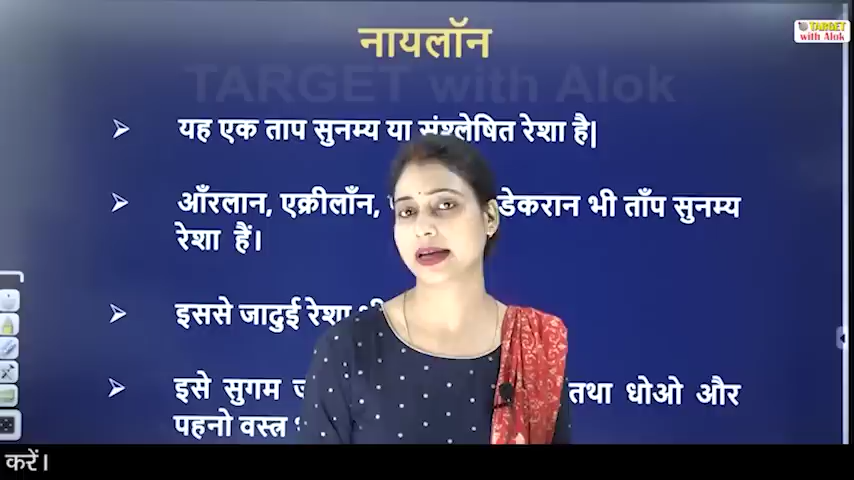 नायलॉन
TARGET
with Alok
TARGET with Alok
यह एक ताप सुनम्य या संश्लेषित रेशा है|
ऑंरलान, एक्रीलॉंन, डेकरान भी ताँप सुनम्य
रेशा हैं।
इससे जादुई रेशा भी
इसे सुगम तथा धोओ और
पहनो वस्त्र
करें।